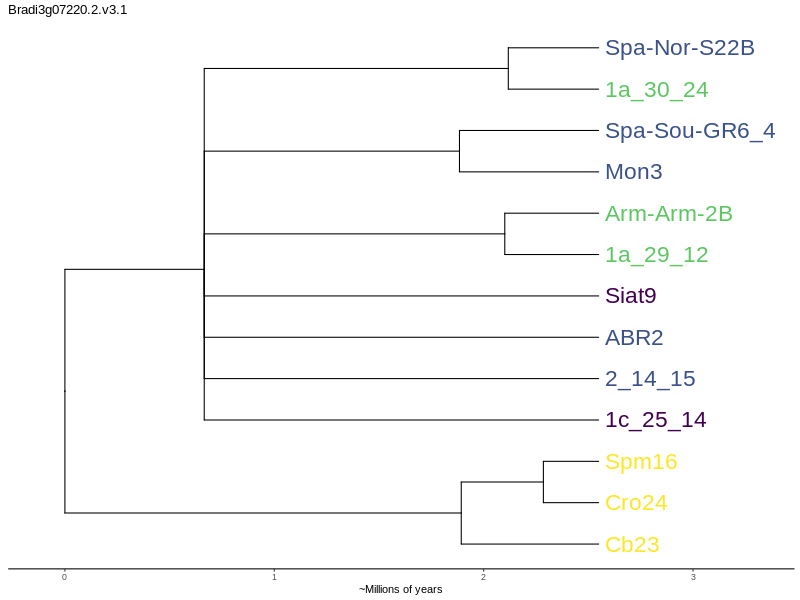 Bradi3g07220.2.v3.1
Spa-Nor-S22B
1a_30_24
Spa-Sou-GR6_4
Mon3
Arm-Arm-2B
1a_29_12
Siat9
ABR2
2_14_15
1c_25_14
Spm16
Cro24
Cb23
0 1 2 3
~Millions of years